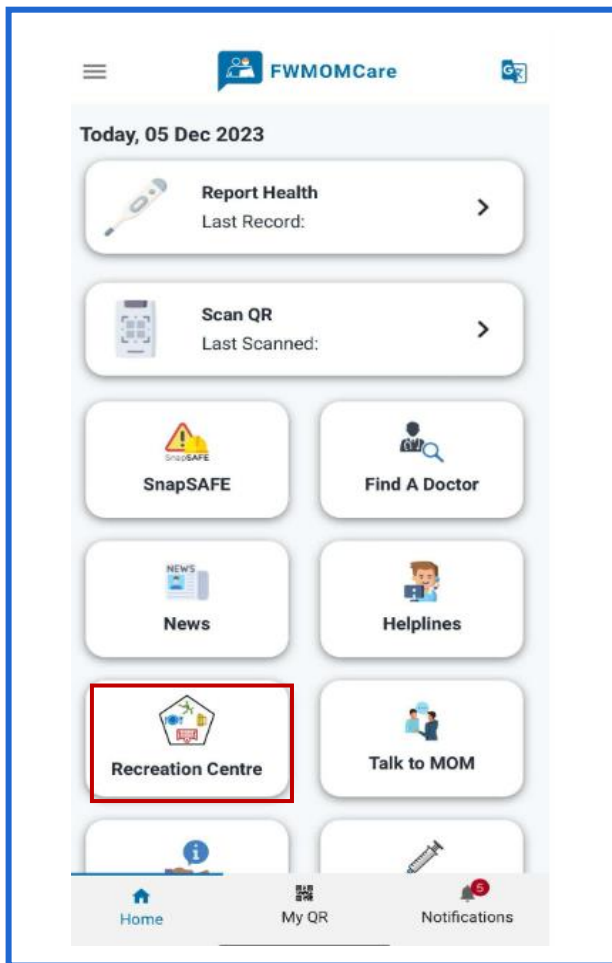 FWMOMCare
Today, 05 Dec 2023
Report Health
Last Record:
Scan QR
Last Scanned:
SnapSAFE
SnapSAFE
Find A Doctor
NEWS
News
Helplines
Recreation Centre
Talk to MOM
Home
My QR
5
Notifications